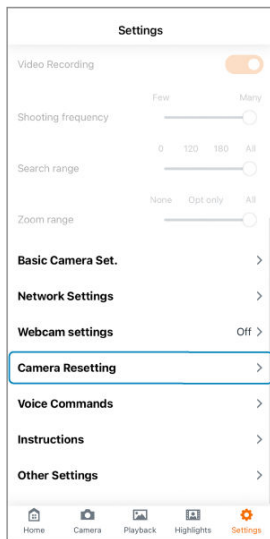 Settings
Video Recording
Few Many
Shooting frequency
0 120 180 All
Search range
None Opt only All
Zoom range
Basic Camera Set.
Network Settings
Webcam settings Off
Camera Resetting
Voice Commands
Instructions
Other Settings
Home Camera Playback Highlights Settings